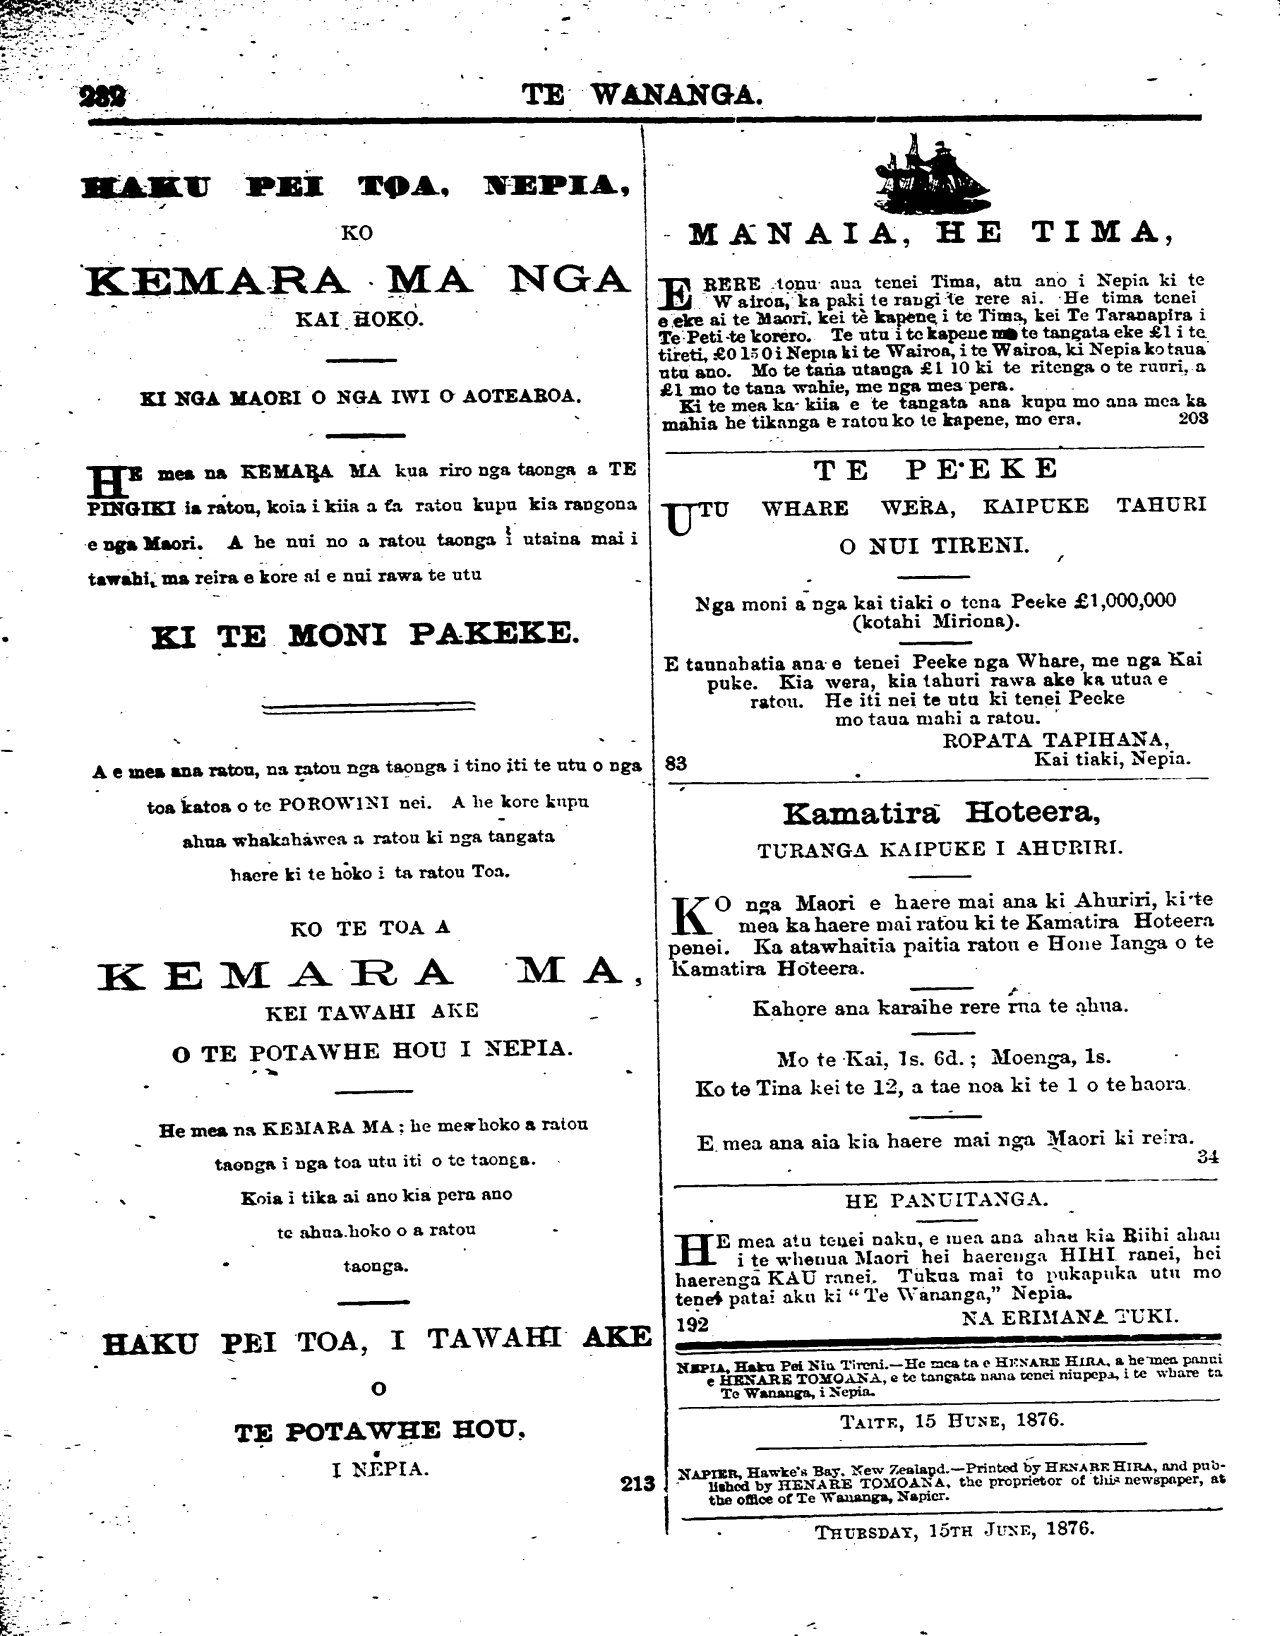 232
TE WANANGA.
HAKU PEI TOA, NEPIA,
KO
KEMARA MA NGA
KAI HOKO.
KI NGA MAORI O NGA IWI O AOTEAROA.
HE mea na KEMARA MA kua riro nga taonga a TE
PINGIKI ia ratou, koia i kiia a ta ratou kupu kia rangona
e nga Maori. A he nui no a ratou taonga i utaina mai i
tawahi, ma reira e kore ai e nui rawa te utu
KI TE MONI PAKEKE.
A e mea ana ratou, na ratou nga taonga i tino iti te utu o nga
toa katoa o te POROWINI nei. A he kore kupu
ahua whakahawea a ratou ki nga tangata
haere ki te hoko i ta ratou Toa.
KO TE TOA A
KEMARA MA,
KEI TAWAHI AKE
O TE POTAWHE HOU I NEPIA.
He mea na KEMARA MA; he mea hoko a ratou
taonga i nga toa utu iti o te taonga.
Koia i tika ai ano kia pera ano
te ahua hoko o a ratou
taonga.
HAKU PEI TOA, I TAWAHI AKE
O
TE POTAWHE HOU,
I NEPIA.
213
MANAIA, HE TIMA,
E RERE tonu ana tenei Tima, atu ano i Nepia ki te
Wairoa, ka paki te rangi te rere ai. He tima tenei
e eke ai te Maori, kei te kapene i te Tima, kei Te Taranapira i
Te Peti te korero. Te utu i te kapene mo te tangata eke £1 i te
tireti, £0 15 0 i Nepia ki te Wairoa, i te Wairoa, ki Nepia ko taua
utu ano. Mo te tana utanga £1 10 ki te ritenga o te ruuri, a
£1 mo te tana wahie, me nga mea pera.
Ki te mea ka kiia e te tangata ana kupu mo ana mea ka
mahia he tikanga e ratou ko te kapene, mo era. 203
TE PEEKE
UTU WHARE WERA, KAIPUKE TAHURI
O NUI TIRENI.
Nga moni a nga kai tiaki o tena Peeke £1,000,000
(kotahi Miriona).
E taunahatia ana e tenei Peeke nga Whare, me nga Kai
puke. Kia wera, kia tahuri rawa ake ka utua e
ratou. He iti nei te utu ki tenei Peeke
mo taua mahi a ratou.
ROPATA TAPIHANA,
83 Kai tiaki, Nepia.
Kamatira Hoteera,
TURANGA KAIPUKE I AHURIRI.
KO nga Maori e haere mai ana ki Ahuriri, ki te
mea ka haere mai ratou ki te Kamatira Hoteera
penei. Ka atawhaitia paitia ratou e Hone Ianga o te
Kamatira Hoteera.
Kahore ana karaihe rere ma te ahua.
Mo te Kai, 1s. 6d.; Moenga, 1s.
Ko te Tina kei te 12, a tae noa ki te 1 o te haora.
E mea ana aia kia haere mai nga Maori ki reira.
34
HE PANUITANGA.
HE mea atu tenei naku, e mea ana ahau kia Riihi ahau
i te whenua Maori hei haerenga HIHI ranei, hei
haerenga KAU ranei. Tukua mai to pukapuka utu mo
tenei patai aku ki "Te Wananga," Nepia.
192 NA ERIMANA TUKI.
NEPIA, Haku Pei Niu Tireni.—He mea ta e HENARE HIRA, a he mea panui
e HENARE TOMOANA, e te tangata nana tenei niupepa, i te whare ta
Te Wananga, i Nepia.
TAITE, 15 HUNE, 1876.
NAPIER, Hawke's Bay, New Zealand.—Printed by HENARE HIRA, and pub-
lished by HENARE TOMOANA, the proprietor of this newspaper, at
the office of Te Wananga, Napier.
THURSDAY, 15TH JUNE, 1876.